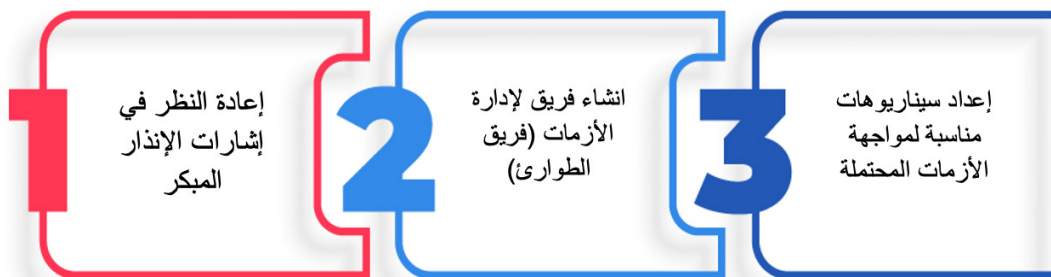 1
إعادة النظر في
إشارات الإنذار
المبكر
2
انشاء فريق لإدارة
الأزمات (فريق
الطوارئ)
3
إعداد سيناريوهات
مناسبة لمواجهة
الأزمات المحتملة